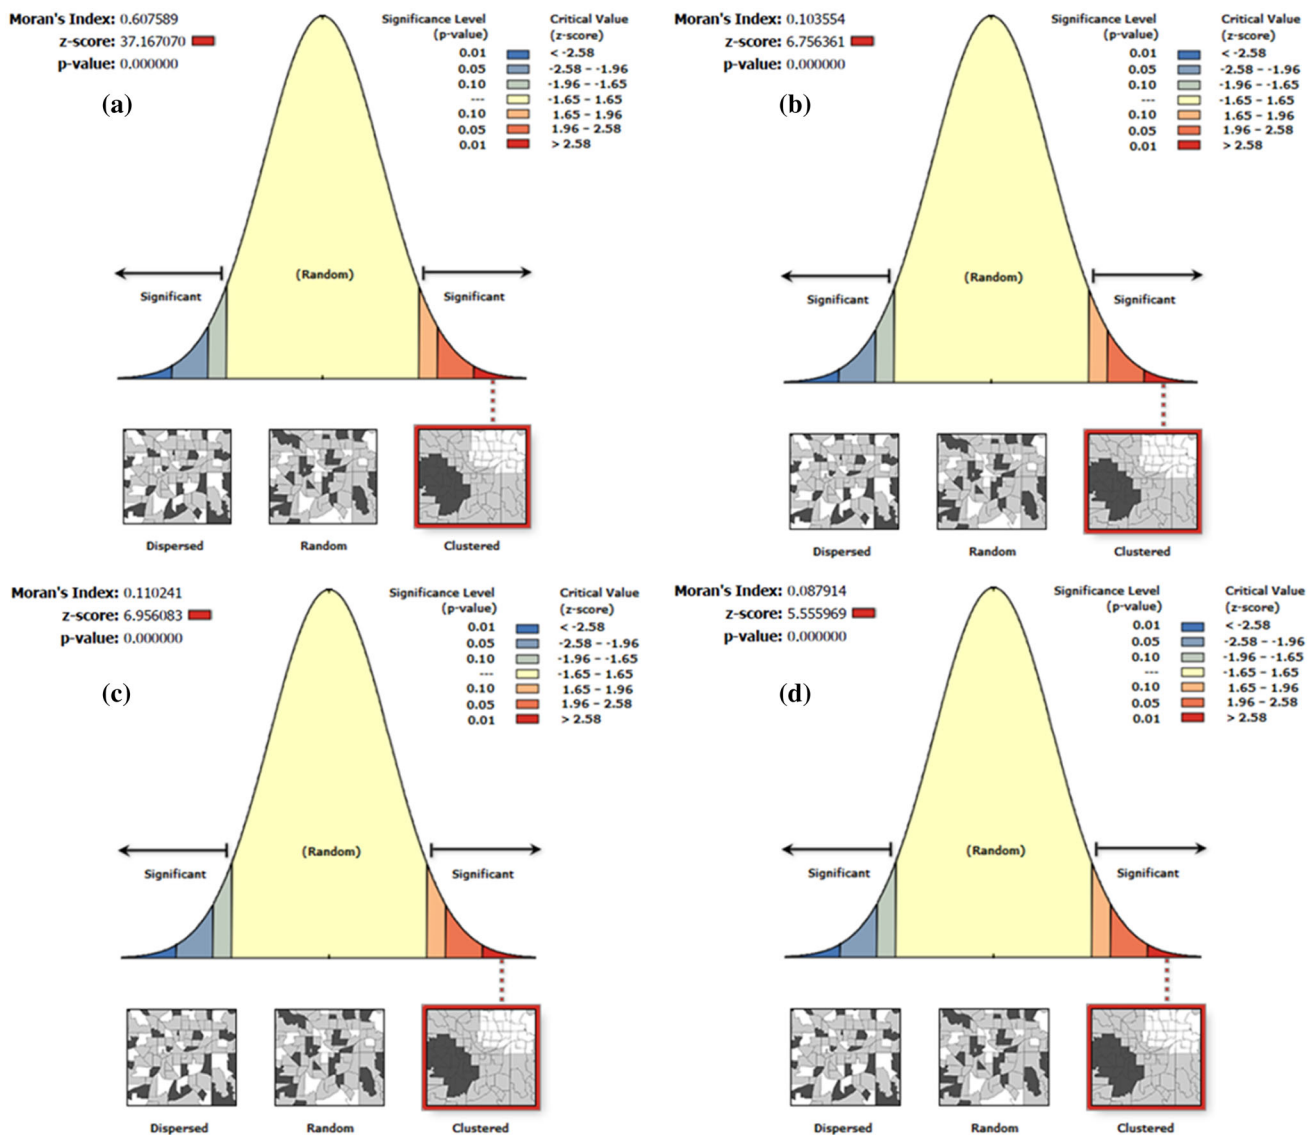 Moran's Index: 0.607589
z-score: 37.167070
p-value: 0.000000
(a)
Significance Level
(p-value)
Critical Value
(z-score)
0.01 < -2.58
0.05 -2.58 – -1.96
0.10 -1.96 – -1.65
--- -1.65 – 1.65
0.10 1.65 – 1.96
0.05 1.96 – 2.58
0.01 > 2.58
(Random)
Significant
Significant
Dispersed
Random
Clustered
Moran's Index: 0.103554
z-score: 6.756361
p-value: 0.000000
(b)
Significance Level
(p-value)
Critical Value
(z-score)
0.01 < -2.58
0.05 -2.58 – -1.96
0.10 -1.96 – -1.65
--- -1.65 – 1.65
0.10 1.65 – 1.96
0.05 1.96 – 2.58
0.01 > 2.58
(Random)
Significant
Significant
Dispersed
Random
Clustered
Moran's Index: 0.110241
z-score: 6.956083
p-value: 0.000000
(c)
Significance Level
(p-value)
Critical Value
(z-score)
0.01 < -2.58
0.05 -2.58 – -1.96
0.10 -1.96 – -1.65
--- -1.65 – 1.65
0.10 1.65 – 1.96
0.05 1.96 – 2.58
0.01 > 2.58
(Random)
Significant
Significant
Dispersed
Random
Clustered
Moran's Index: 0.087914
z-score: 5.555969
p-value: 0.000000
(d)
Significance Level
(p-value)
Critical Value
(z-score)
0.01 < -2.58
0.05 -2.58 – -1.96
0.10 -1.96 – -1.65
--- -1.65 – 1.65
0.10 1.65 – 1.96
0.05 1.96 – 2.58
0.01 > 2.58
(Random)
Significant
Significant
Dispersed
Random
Clustered